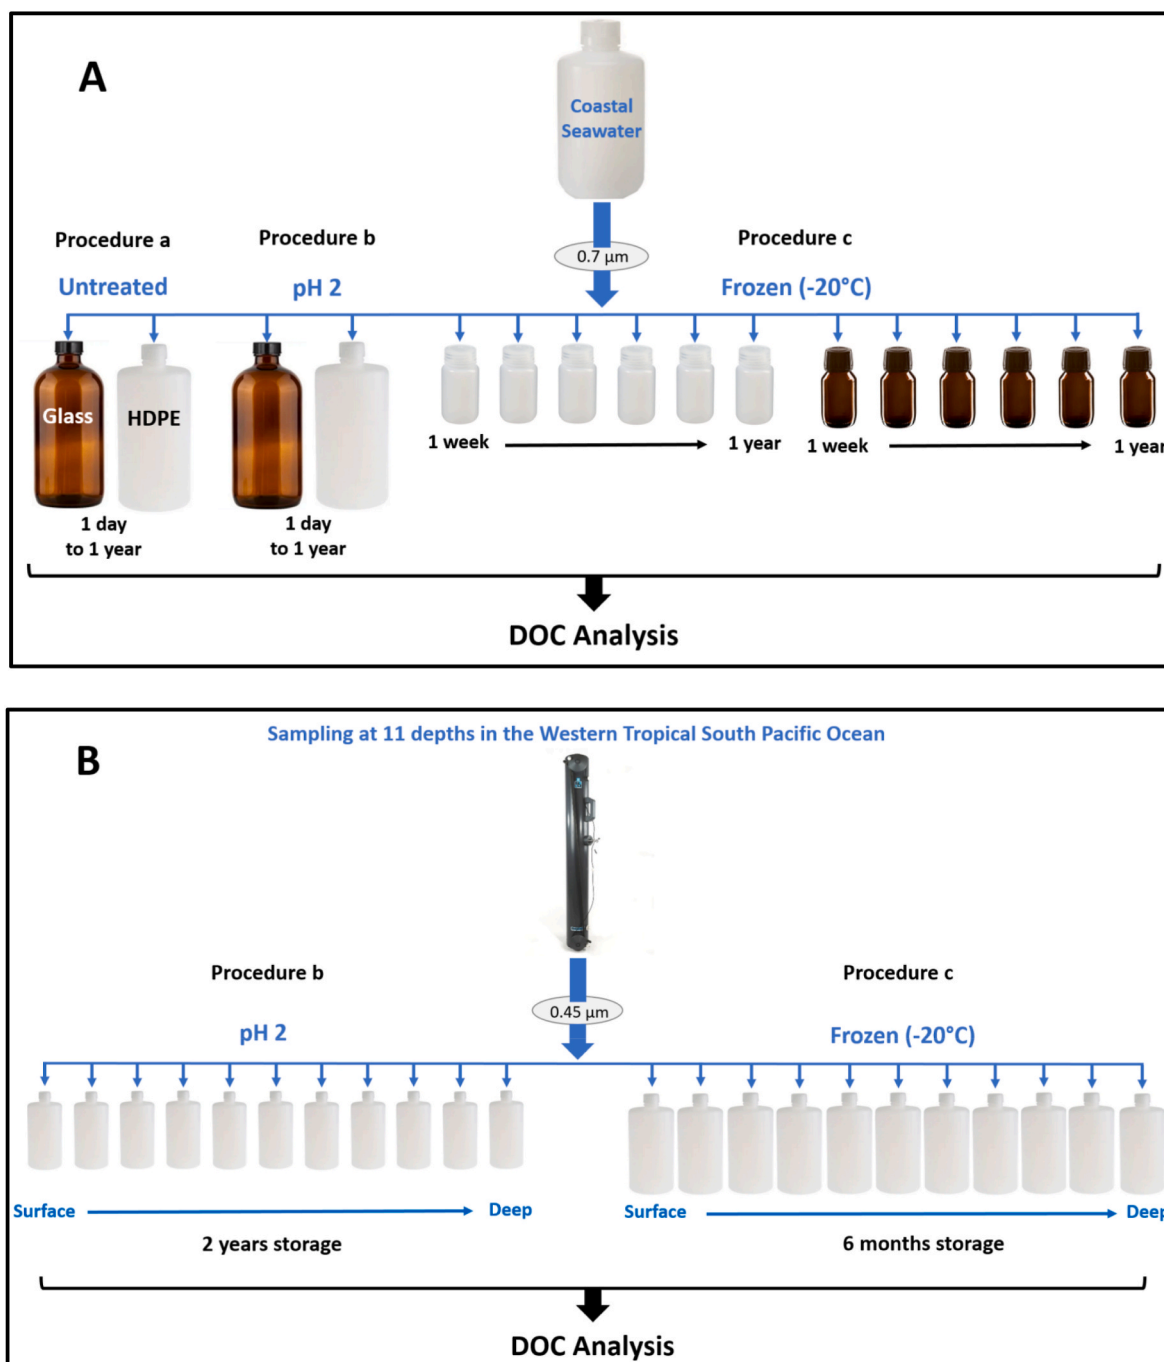 A
Coastal
Seawater
Procedure a
Procedure b
Procedure c
0.7 μm
Untreated
pH 2
Frozen (-20°C)
Glass
HDPE
1 week
1 year
1 week
1 year
1 day
to 1 year
1 day
to 1 year
DOC Analysis
Sampling at 11 depths in the Western Tropical South Pacific Ocean
B
Procedure b
Procedure c
0.45 μm
pH 2
Frozen (-20°C)
Surface
Deep
Surface
Deep
2 years storage
6 months storage
DOC Analysis